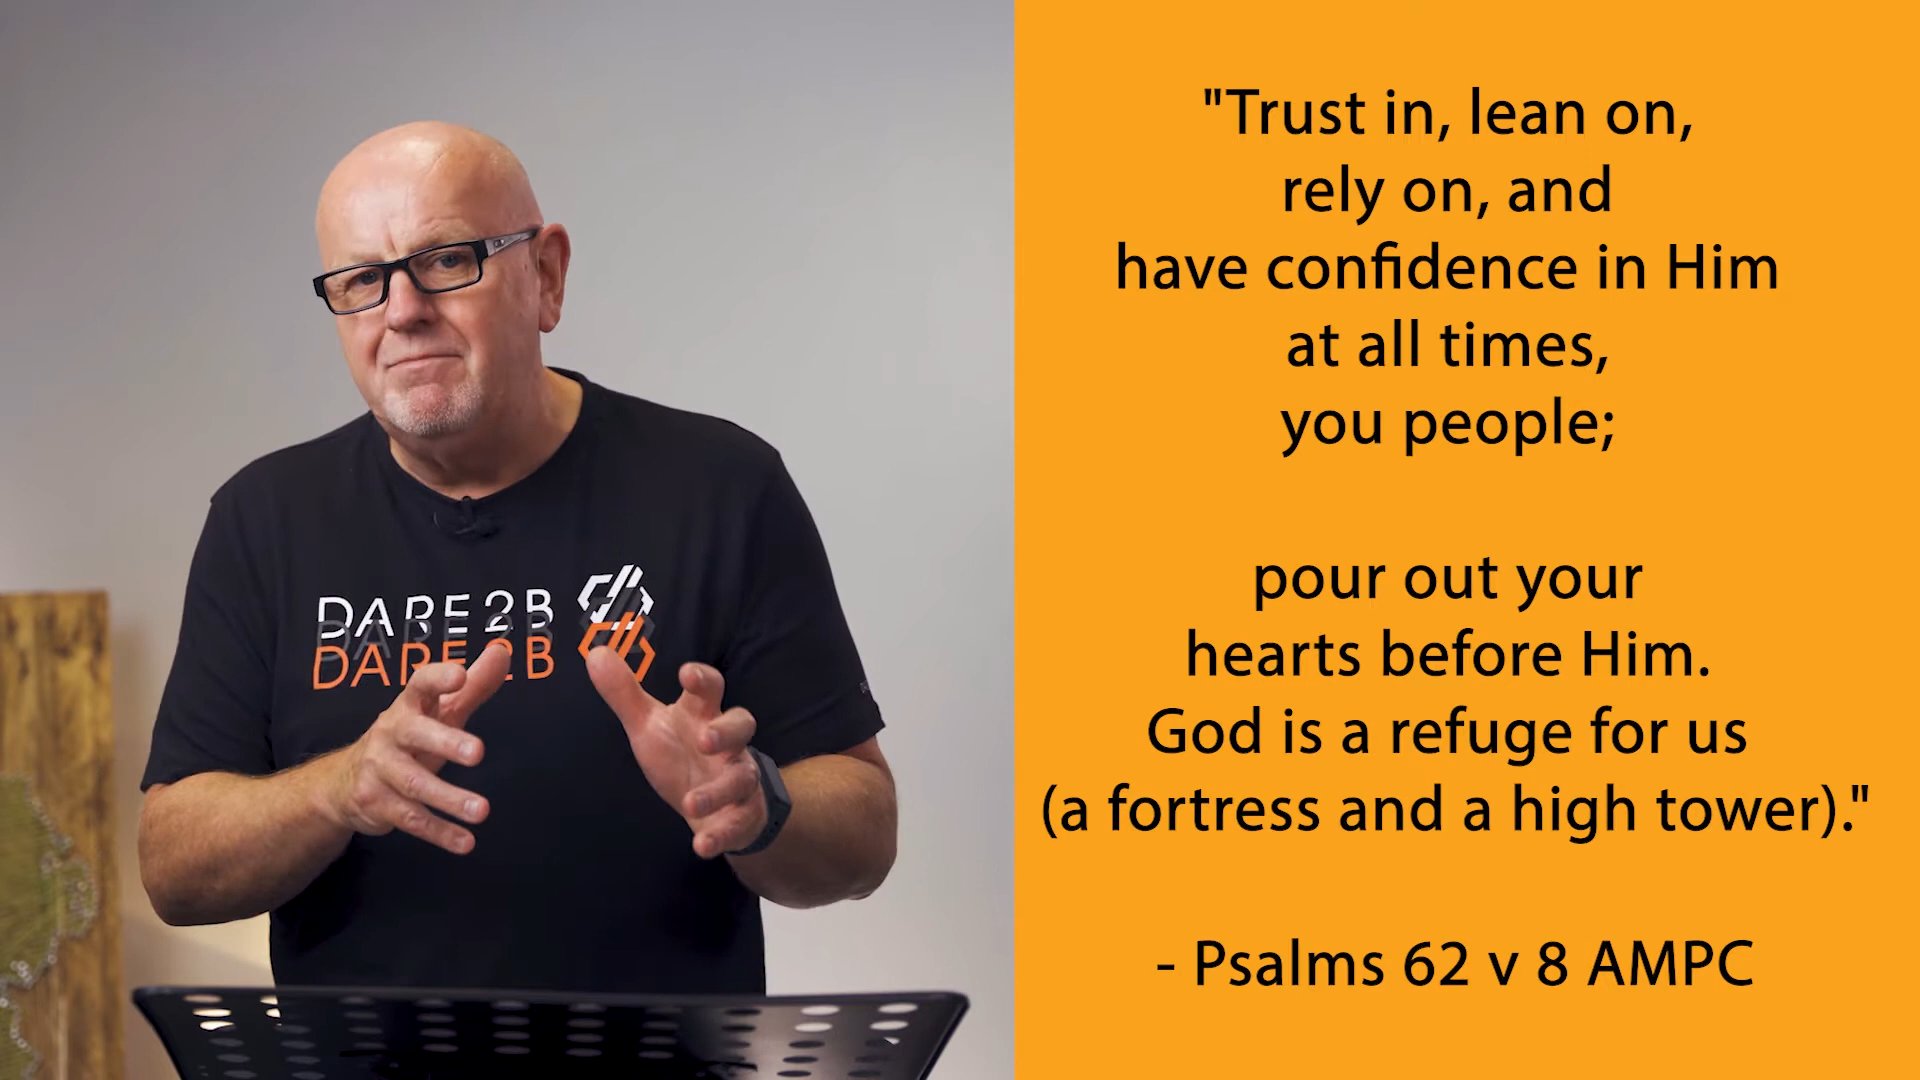 DARE2B
DARE2B
DARE2B
"Trust in, lean on,
rely on, and
have confidence in Him
at all times,
you people;
pour out your
hearts before Him.
God is a refuge for us
(a fortress and a high tower)."
- Psalms 62 v 8 AMPC